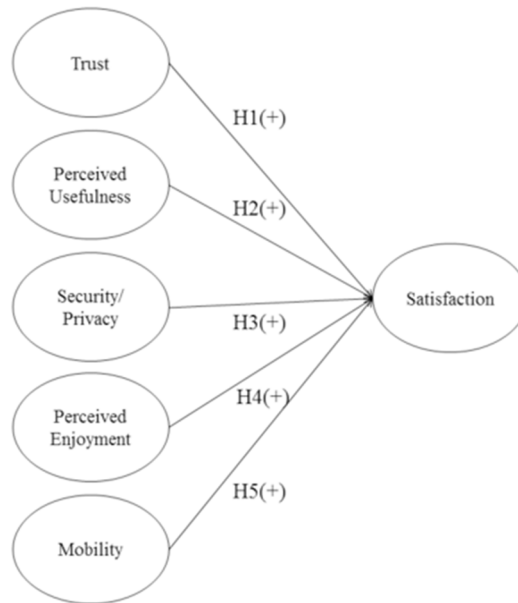 Trust
H1(+)
Perceived
Usefulness
H2(+)
Security/
Privacy
H3(+)
Satisfaction
Perceived
Enjoyment
H4(+)
Mobility
H5(+)